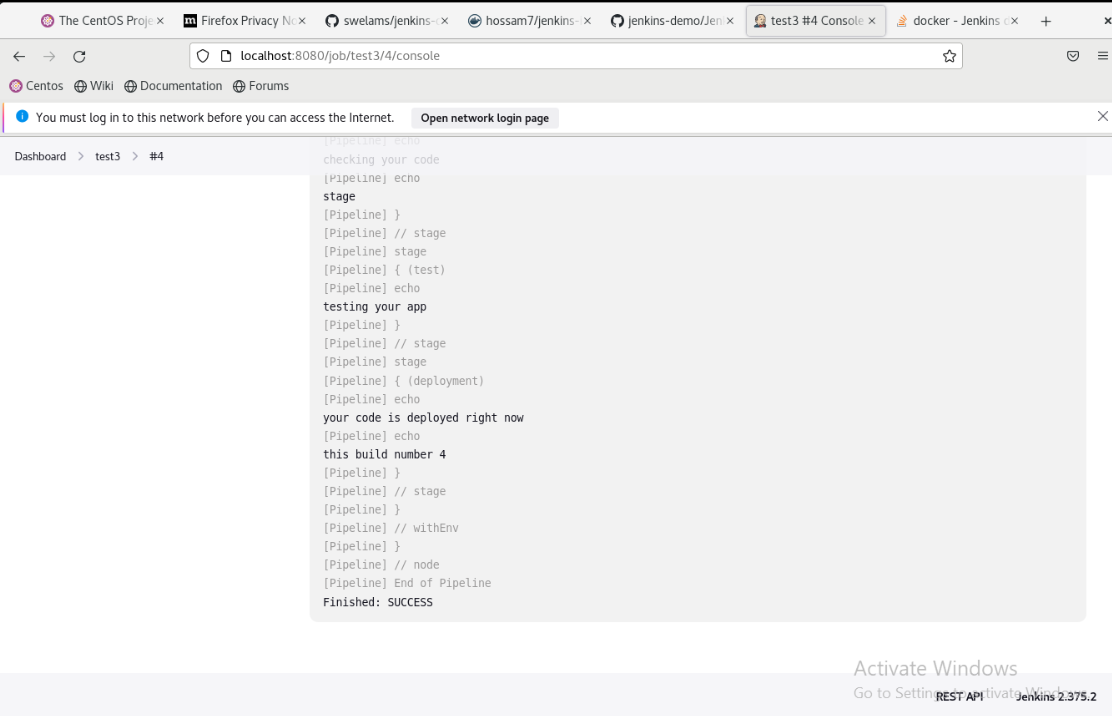 The CentOS Proje
Firefox Privacy No
swelams/jenkins-
hossam7/jenkins-
jenkins-demo/Jen
test3 #4 Console
docker - Jenkins
localhost:8080/job/test3/4/console
Centos
Wiki
Documentation
Forums
You must log in to this network before you can access the Internet.
Open network login page
[Pipeline] echo
Dashboard
test3
#4
checking your code
[Pipeline] echo
stage
[Pipeline] }
[Pipeline] // stage
[Pipeline] stage
[Pipeline] { (test)
[Pipeline] echo
testing your app
[Pipeline] }
[Pipeline] // stage
[Pipeline] stage
[Pipeline] { (deployment)
[Pipeline] echo
your code is deployed right now
[Pipeline] echo
this build number 4
[Pipeline] }
[Pipeline] // stage
[Pipeline] }
[Pipeline] // withEnv
[Pipeline] }
[Pipeline] // node
[Pipeline] End of Pipeline
Finished: SUCCESS
Activate Windows
Go to Settings to activate Windows.
REST API
Jenkins 2.375.2